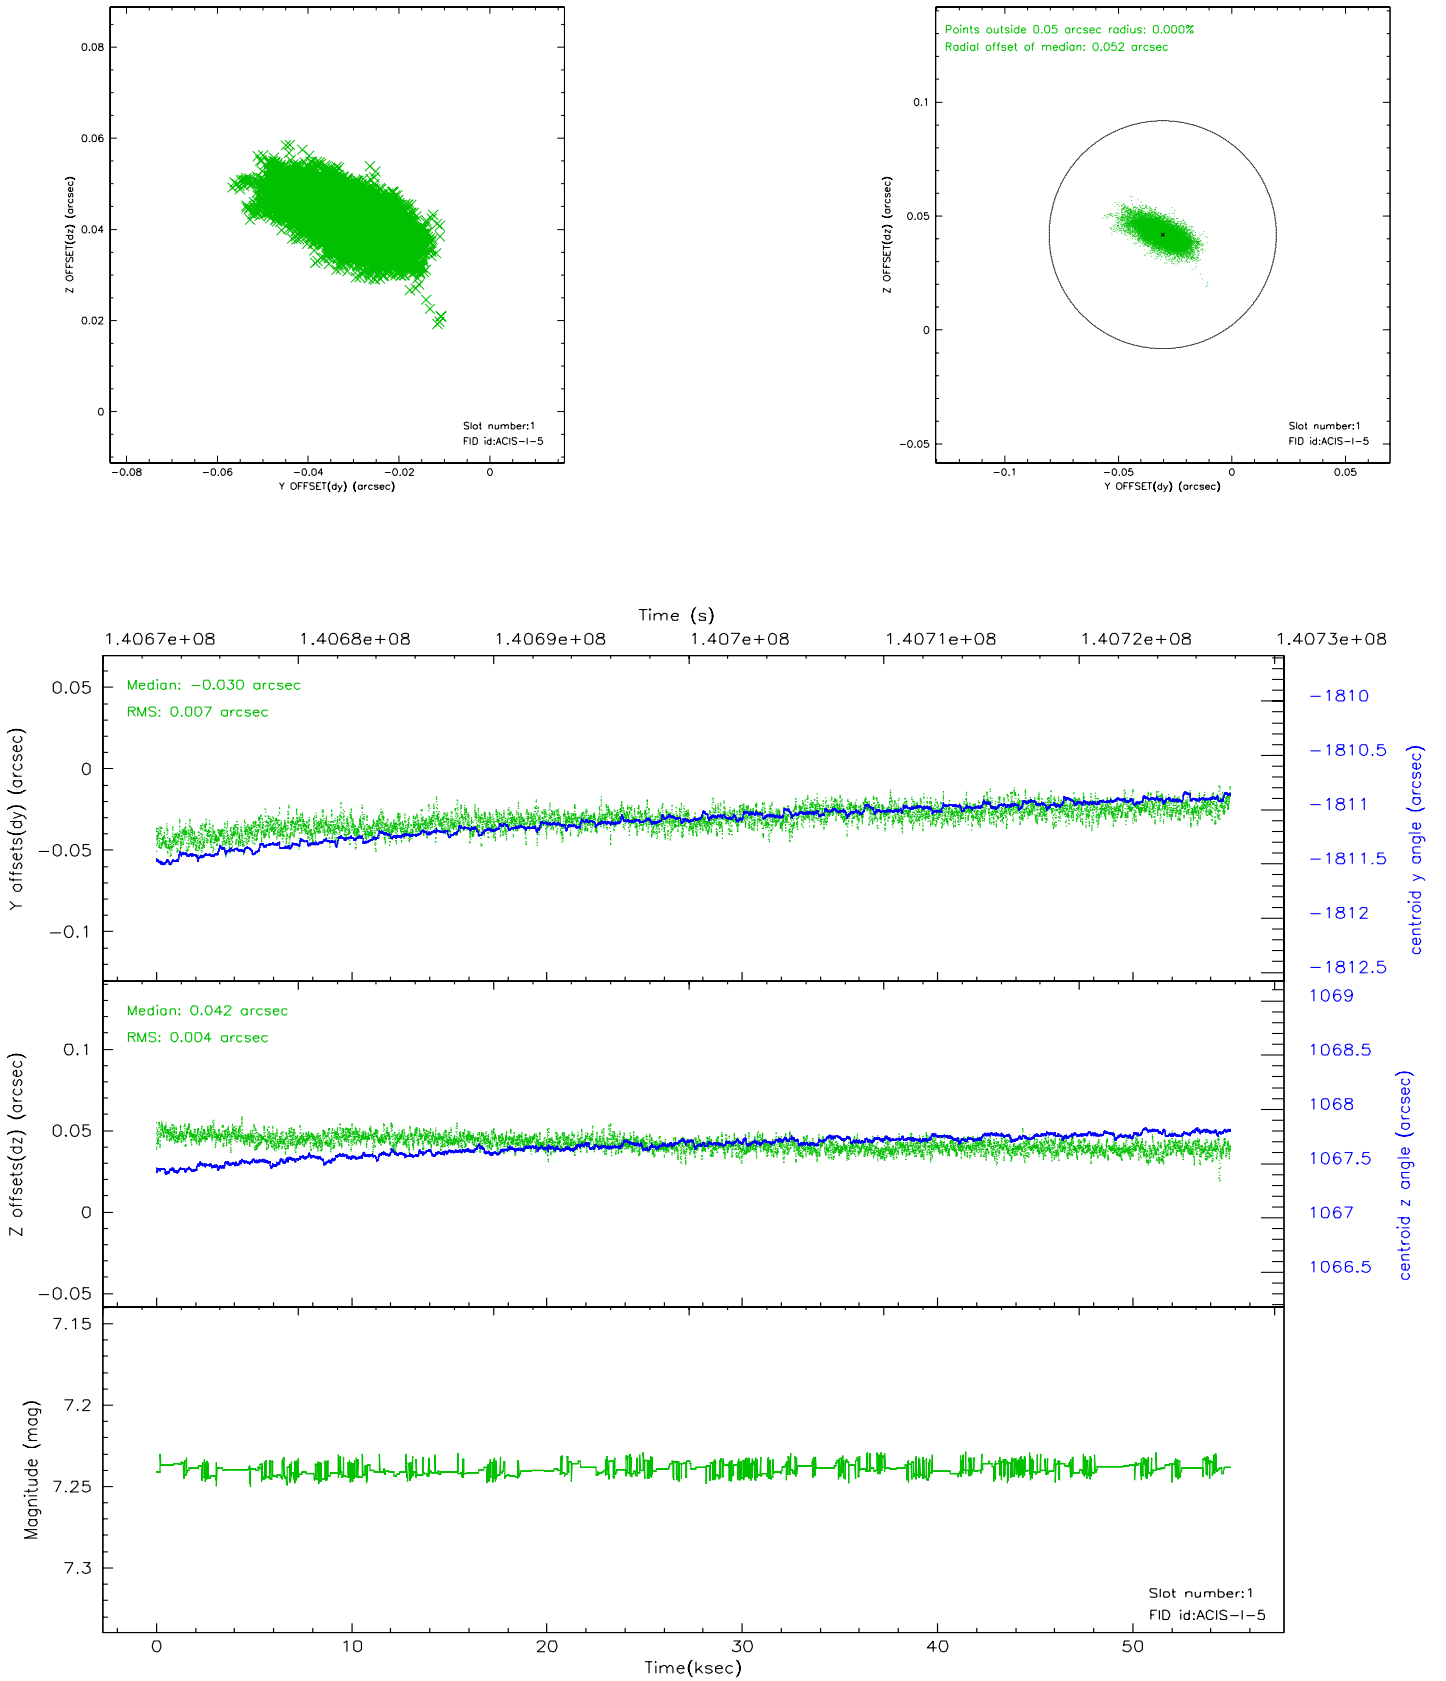 0.08
0.06
0.04
0.02
0
Z OFFSET(dz) (arcsec)
Slot number:1
FID id:ACIS-I-5
-0.08 -0.06 -0.04 -0.02 0
Y OFFSET(dy) (arcsec)
Points outside 0.05 arcsec radius: 0.000%
Radial offset of median: 0.052 arcsec
0.1
0.05
0
-0.05
Z OFFSET(dz) (arcsec)
Slot number:1
FID id:ACIS-I-5
-0.1 -0.05 0 0.05
Y OFFSET(dy) (arcsec)
Time (s)
1.4067e+08 1.4068e+08 1.4069e+08 1.407e+08 1.4071e+08 1.4072e+08 1.4073e+08
Median: -0.030 arcsec
RMS: 0.007 arcsec
0.05
0
-0.05
-0.1
Y offsets(dy) (arcsec)
-1810
-1810.5
-1811
-1811.5
-1812
-1812.5
centroid y angle (arcsec)
Median: 0.042 arcsec
RMS: 0.004 arcsec
0.1
0.05
0
-0.05
Z offsets(dz) (arcsec)
1069
1068.5
1068
1067.5
1067
1066.5
centroid z angle (arcsec)
7.15
7.2
7.25
7.3
Magnitude (mag)
Slot number:1
FID id:ACIS-I-5
0 10 20 30 40 50
Time(ksec)